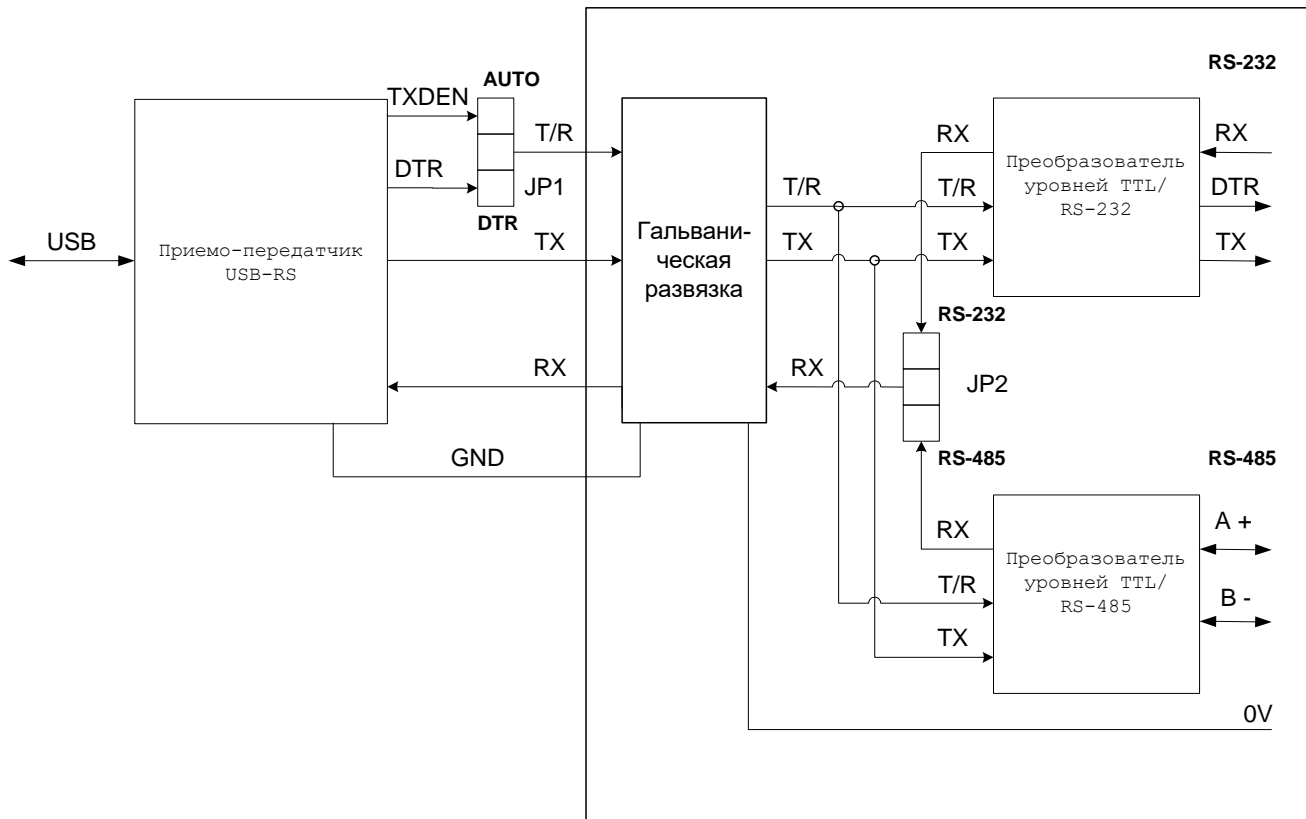 RS-232
AUTO
TXDEN
T/R
RX
RX
Приемо-передатчик
USB-RS
DTR
JP1
DTR
T/R
T/R
Преобразователь
уровней TTL/
RS-232
DTR
USB
TX
Гальвани-
ческая
развязка
TX
TX
TX
RS-232
RX
RX
JP2
GND
RS-485
RS-485
RX
A +
Преобразователь
уровней TTL/
RS-485
T/R
B -
TX
0V